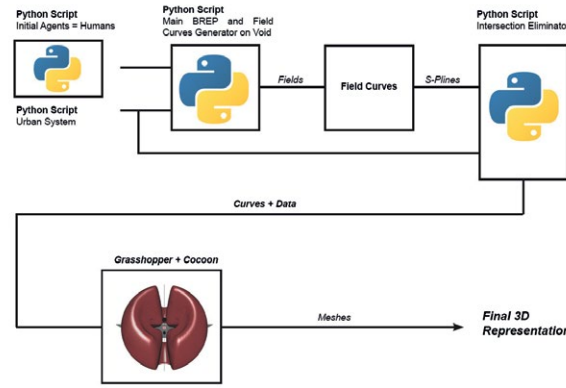 Python Script
Initial Agents = Humans
Python Script
Urban System
Python Script
Main BREP and Field
Curves Generator on Void
Fields
Field Curves
S-Plines
Python Script
Intersection Eliminator
Curves + Data
Grasshopper + Cocoon
Meshes
Final 3D
Representation